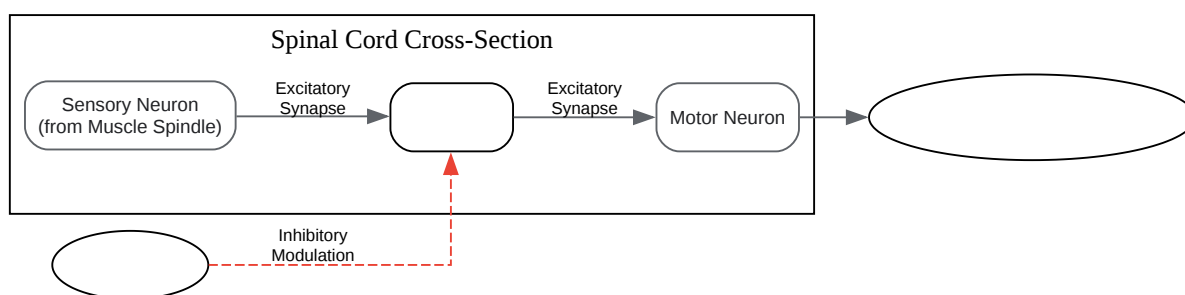 Spinal Cord Cross-Section
Sensory Neuron
(from Muscle Spindle)
Excitatory
Synapse
Excitatory
Synapse
Motor Neuron
Inhibitory
Modulation